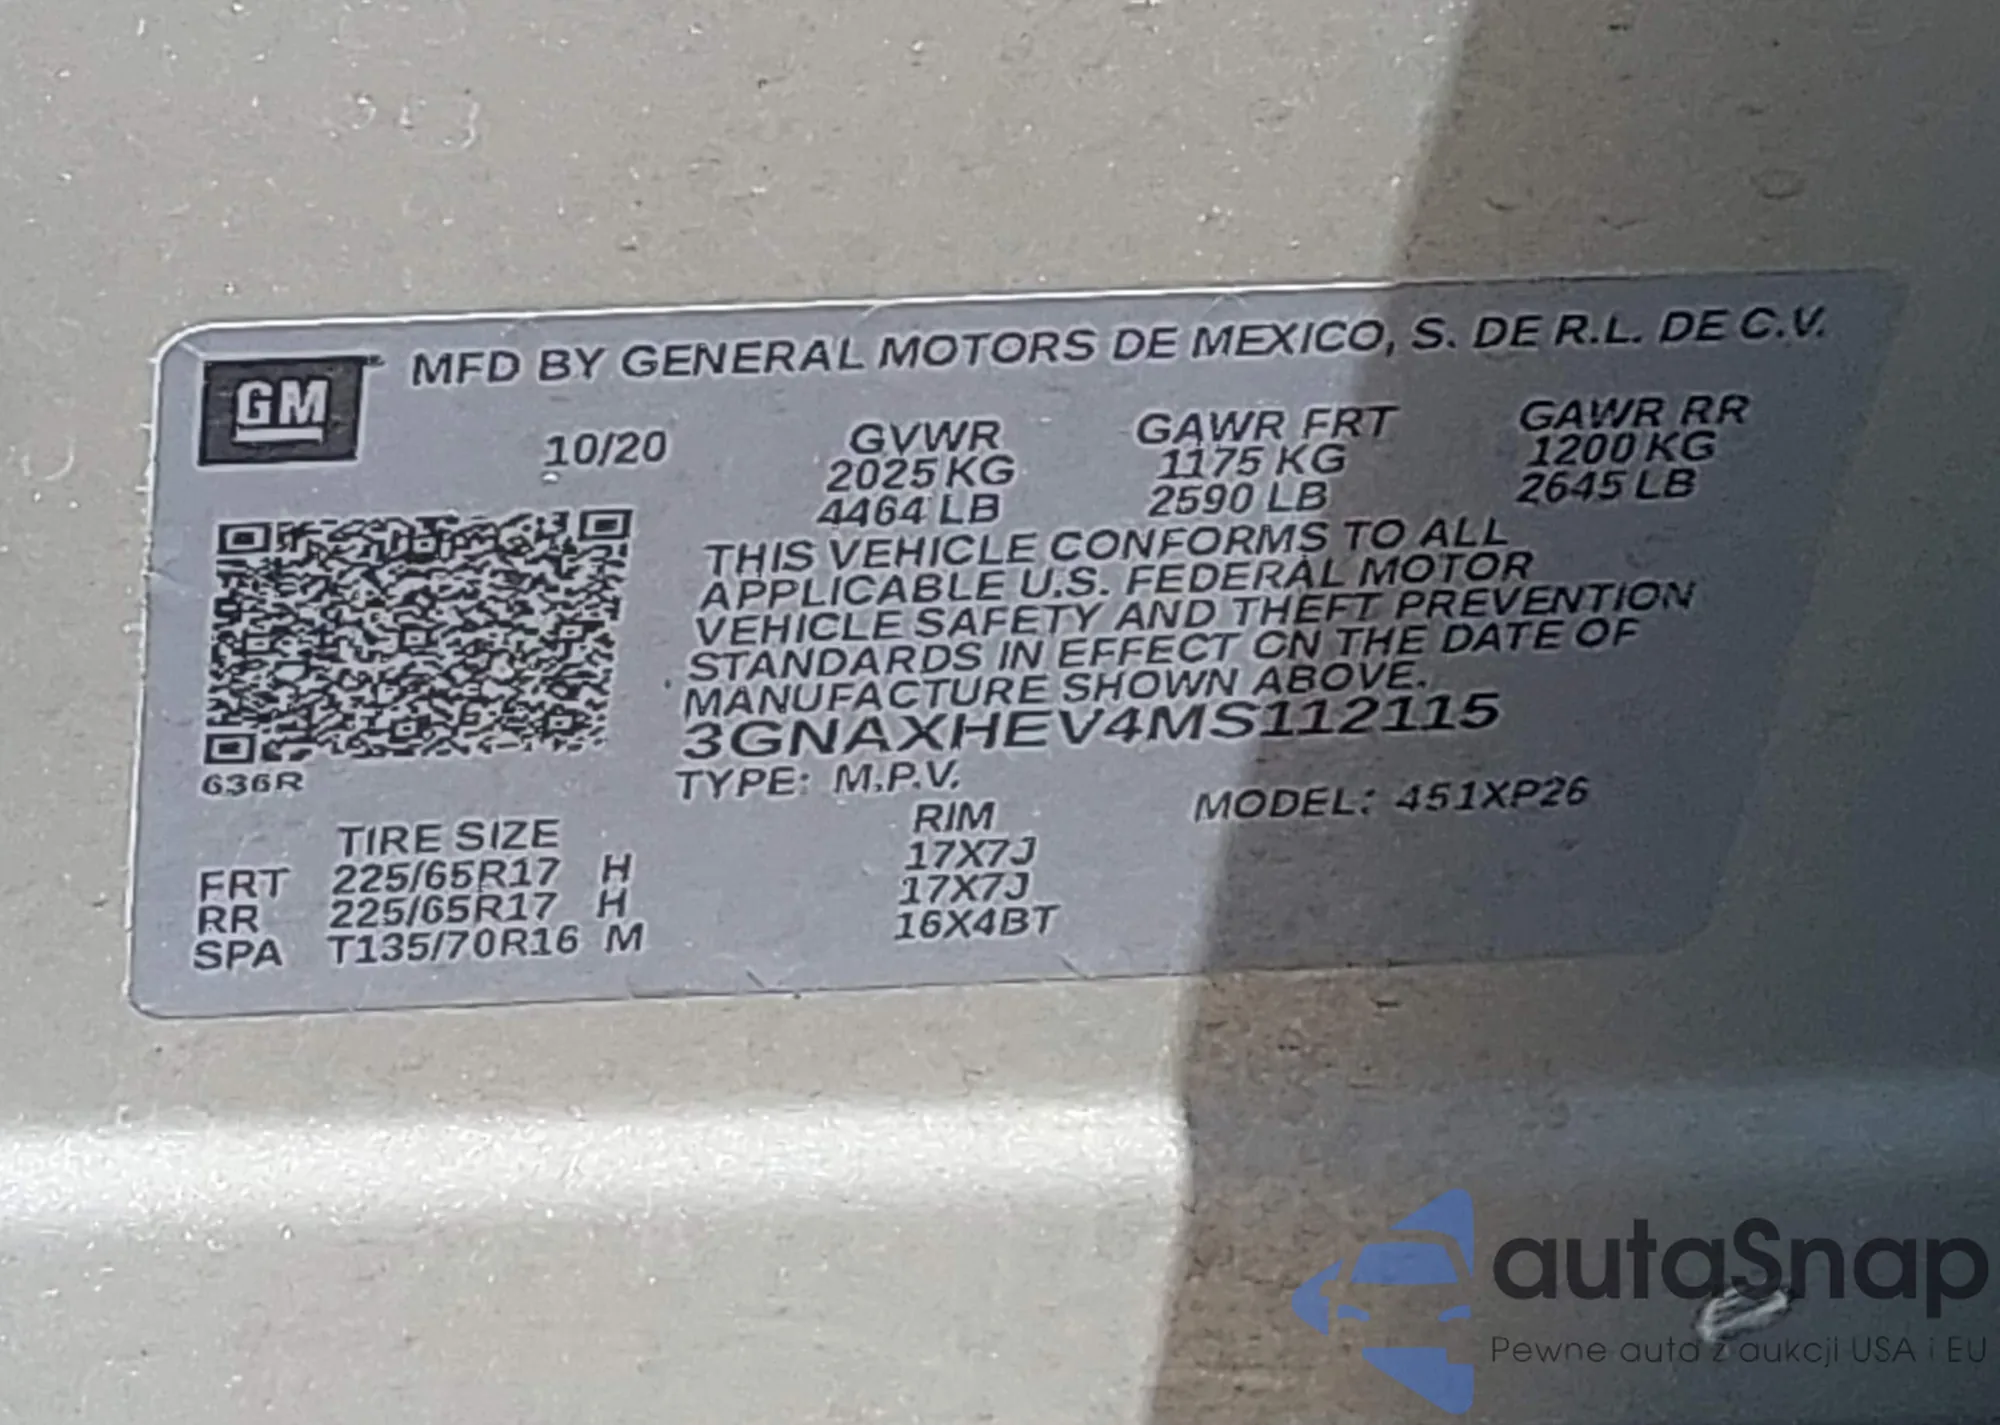 GM
MFD BY GENERAL MOTORS DE MEXICO, S. DE R.L. DE C.V.
10/20 GVWR GAWR FRT GAWR RR
2025 KG 1175 KG 1200 KG
4464 LB 2590 LB 2645 LB
THIS VEHICLE CONFORMS TO ALL
APPLICABLE U.S. FEDERAL MOTOR
VEHICLE SAFETY AND THEFT PREVENTION
STANDARDS IN EFFECT ON THE DATE OF
MANUFACTURE SHOWN ABOVE.
3GNAXHEV4MS112115
636R
TYPE: M.P.V. MODEL: 451XP26
TIRE SIZE RIM
FRT 225/65R17 H 17X7J
RR 225/65R17 H 17X7J
SPA T135/70R16 M 16X4BT
autaSnap
Pewne auta z aukcji USA i EU